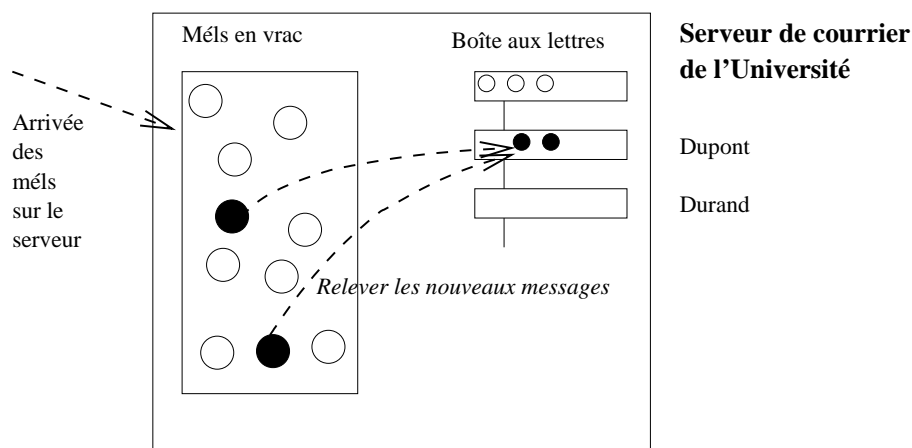 Méls en vrac
Boîte aux lettres
Serveur de courrier
de l'Université
Arrivée
des
méls
sur le
serveur
Dupont
Durand
Relever les nouveaux messages